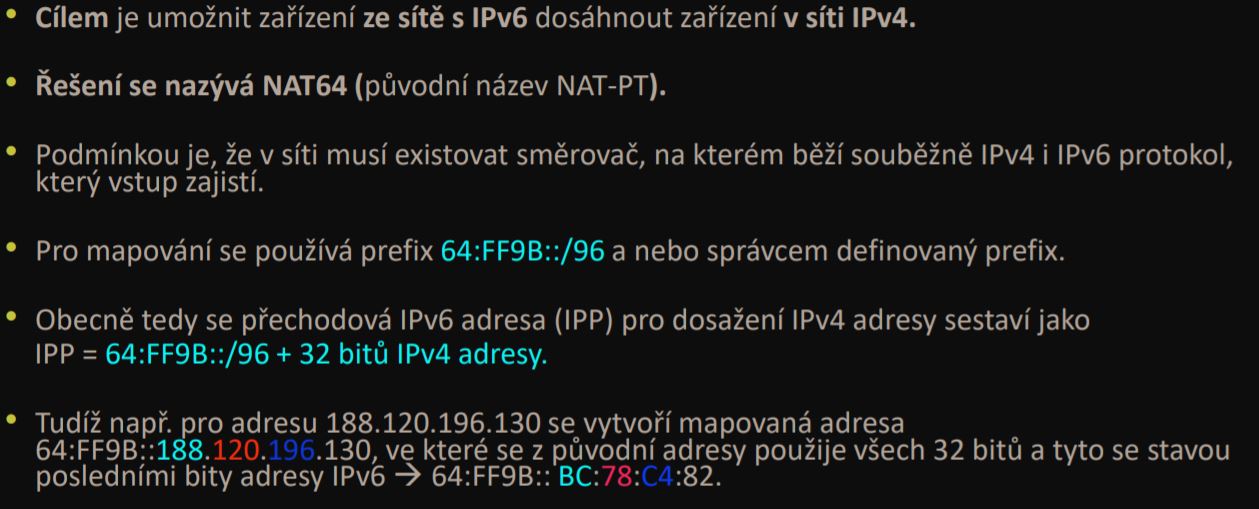 • Cílem je umožnit zařízení ze sítě s IPv6 dosáhnout zařízení v síti IPv4.
• Řešení se nazývá NAT64 (původní název NAT-PT).
• Podmínkou je, že v síti musí existovat směrovač, na kterém běží souběžně IPv4 i IPv6 protokol,
který vstup zajistí.
• Pro mapování se používá prefix 64:FF9B::/96 a nebo správcem definovaný prefix.
• Obecně tedy se přechodová IPv6 adresa (IPP) pro dosažení IPv4 adresy sestaví jako
IPP = 64:FF9B::/96 + 32 bitů IPv4 adresy.
• Tudíž např. pro adresu 188.120.196.130 se vytvoří mapovaná adresa
64:FF9B::188.120.196.130, ve které se z původní adresy použije všech 32 bitů a tyto se stavou
posledními bity adresy IPv6 → 64:FF9B:: BC:78:C4:82.